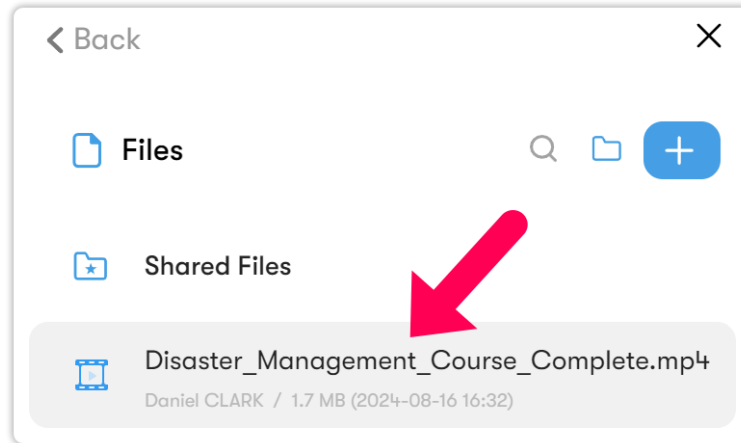 Back
Files
Shared Files
Disaster_Management_Course_Complete.mp4
Daniel CLARK / 1.7 MB (2024-08-16 16:32)